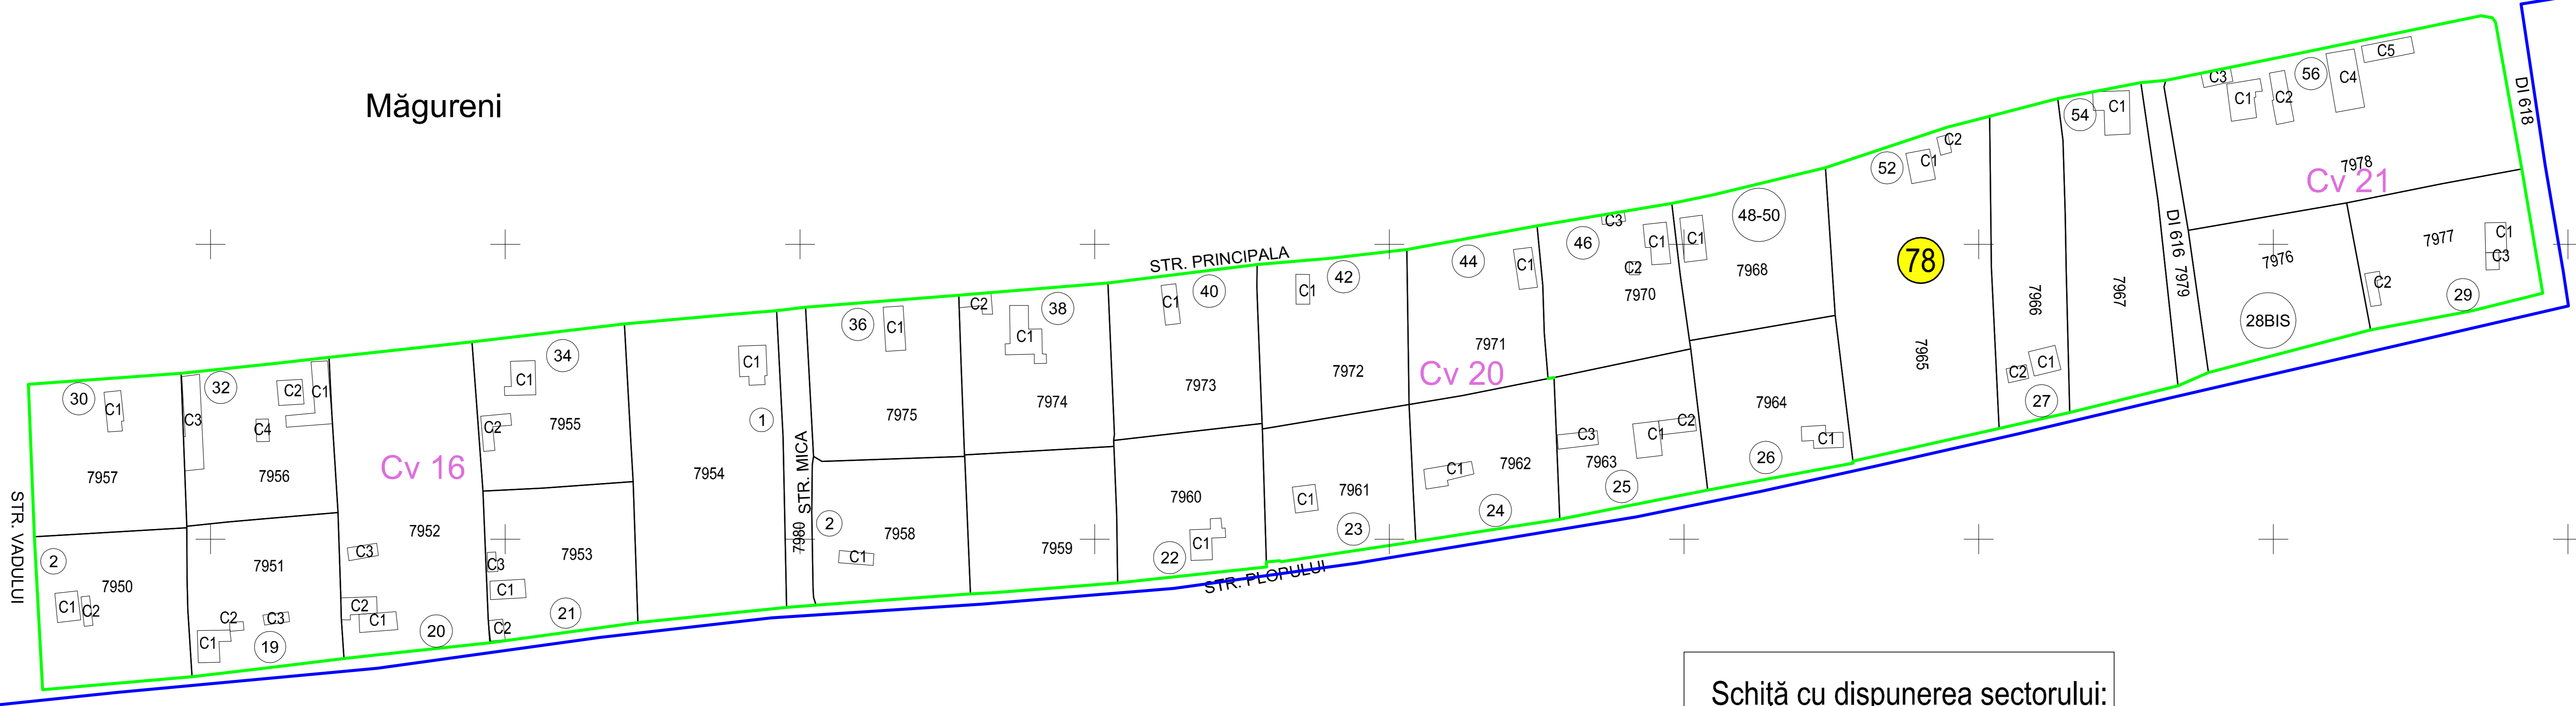 Măgureni
STR. PRINCIPALA
STR. VADULUI
STR. MICA
7980
STR. PLOPULUI
DI 616
7979
DI 618
Cv 16
Cv 20
Cv 21
78
30
C1
7957
32
C3
C2
C1
C4
7956
7952
C3
C2
C1
20
34
C1
C2
7955
C1
1
7954
2
7950
C1
C2
7951
C2
C3
C1
19
7953
C3
C1
C2
21
36
C1
7975
C2
38
C1
7974
C1
40
7973
C1
42
7972
44
C1
7971
C3
46
C1
C2
7970
C1
48-50
7968
52
C1
C2
7965
7966
C2
C1
27
54
C1
7967
C3
C1
C2
56
C4
C5
7978
7976
28BIS
7977
C1
C3
C2
29
2
7958
C1
7959
7960
C1
22
7961
C1
23
7962
C1
24
C3
C1
C2
7963
25
7964
C1
26
Schiţă cu dispunerea sectorului: